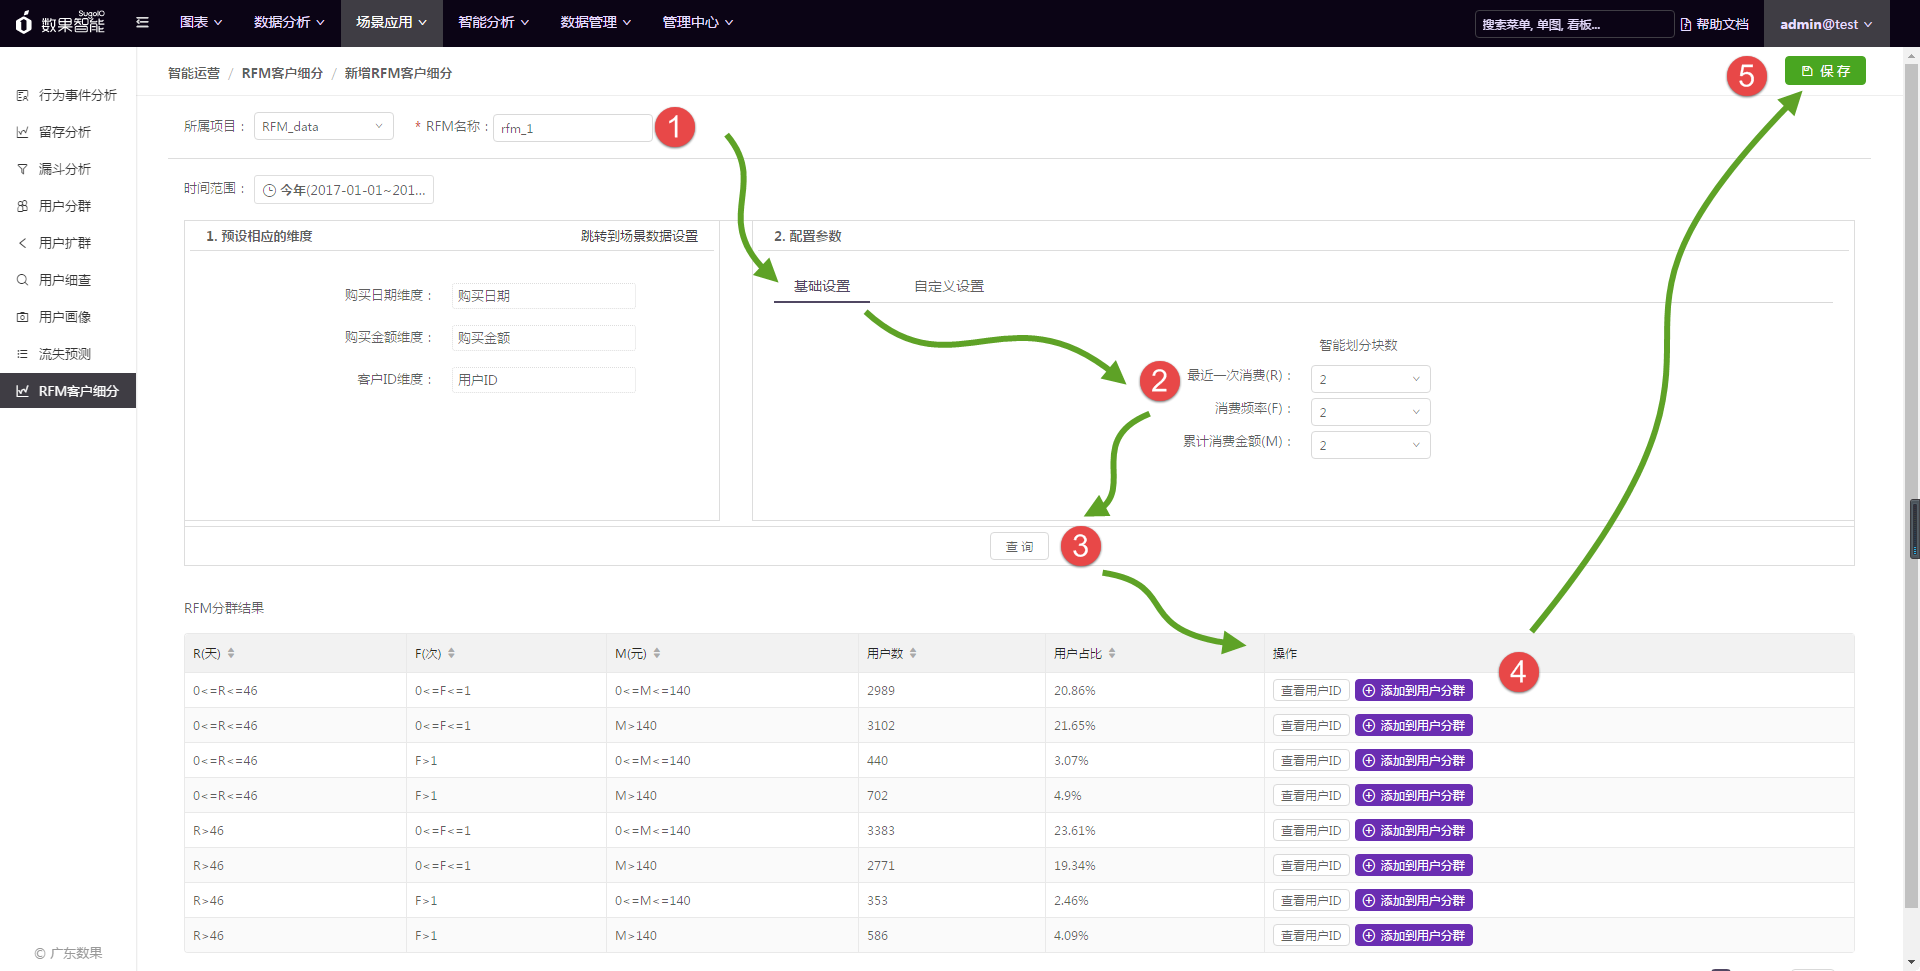 SugoIO
数果智能
图表
数据分析
场景应用
智能分析
数据管理
管理中心
搜索菜单, 单图, 看板...
帮助文档
admin@test
智能运营 / RFM客户细分 / 新增RFM客户细分
5
保存
行为事件分析
留存分析
漏斗分析
用户分群
用户扩群
用户细查
用户画像
流失预测
RFM客户细分
© 广东数果
所属项目：
RFM_data
* RFM名称：
rfm_1
1
时间范围：
今年(2017-01-01~201...
1. 预设相应的维度
跳转到场景数据设置
购买日期维度：
购买日期
购买金额维度：
购买金额
客户ID维度：
用户ID
2. 配置参数
基础设置
自定义设置
智能划分块数
2
最近一次消费(R)：
2
消费频率(F)：
2
累计消费金额(M)：
2
查询
3
RFM分群结果
4
R(天) F(次) M(元) 用户数 用户占比 操作
0<=R<=46 0<=F<=1 0<=M<=140 2989 20.86% 查看用户ID 添加到用户分群
0<=R<=46 0<=F<=1 M>140 3102 21.65% 查看用户ID 添加到用户分群
0<=R<=46 F>1 0<=M<=140 440 3.07% 查看用户ID 添加到用户分群
0<=R<=46 F>1 M>140 702 4.9% 查看用户ID 添加到用户分群
R>46 0<=F<=1 0<=M<=140 3383 23.61% 查看用户ID 添加到用户分群
R>46 0<=F<=1 M>140 2771 19.34% 查看用户ID 添加到用户分群
R>46 F>1 0<=M<=140 353 2.46% 查看用户ID 添加到用户分群
R>46 F>1 M>140 586 4.09% 查看用户ID 添加到用户分群